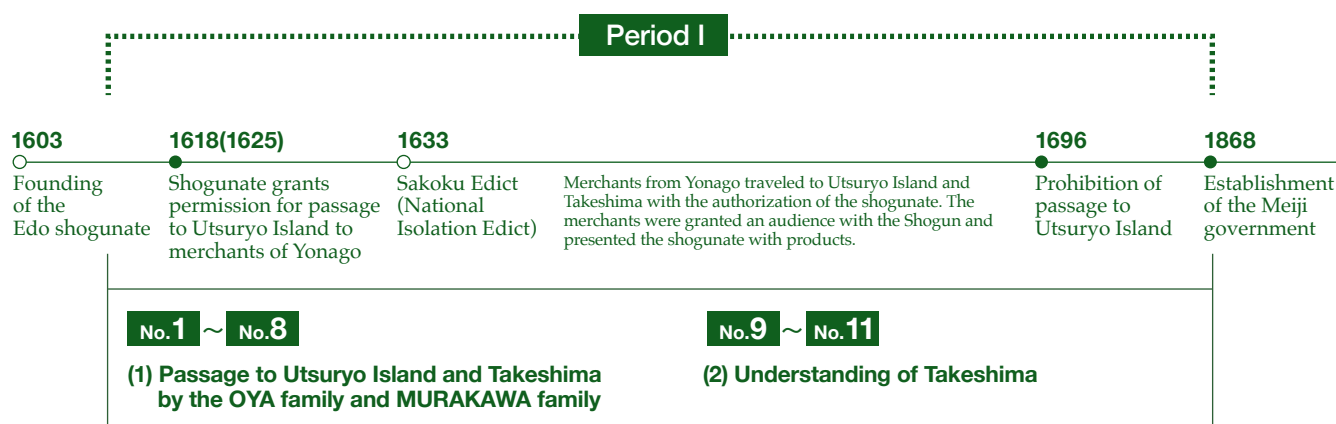 Period I
1603
Founding
of the
Edo shogunate
1618(1625)
Shogunate grants
permission for passage
to Utsuryo Island to
merchants of Yonago
1633
Sakoku Edict
(National
Isolation Edict)
Merchants from Yonago traveled to Utsuryo Island and
Takeshima with the authorization of the shogunate. The
merchants were granted an audience with the Shogun and
presented the shogunate with products.
1696
Prohibition of
passage to
Utsuryo Island
1868
Establishment
of the Meiji
government
No.1 ~ No.8
(1) Passage to Utsuryo Island and Takeshima
by the OYA family and MURAKAWA family
No.9 ~ No.11
(2) Understanding of Takeshima